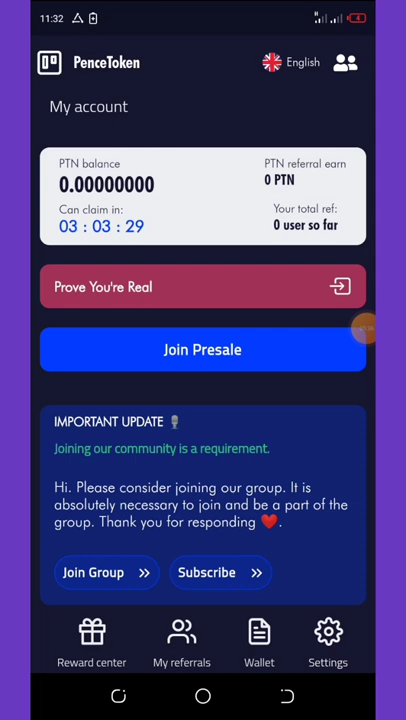 11:32
PenceToken
English
My account
PTN balance
PTN referral earn
0.00000000
0 PTN
Can claim in:
Your total ref:
03 : 03 : 29
0 user so far
Prove You're Real
Join Presale
IMPORTANT UPDATE
Joining our community is a requirement.
Hi. Please consider joining our group. It is
absolutely necessary to join and be a part of the
group. Thank you for responding ❤️.
Join Group »
Subscribe »
Reward center
My referrals
Wallet
Settings